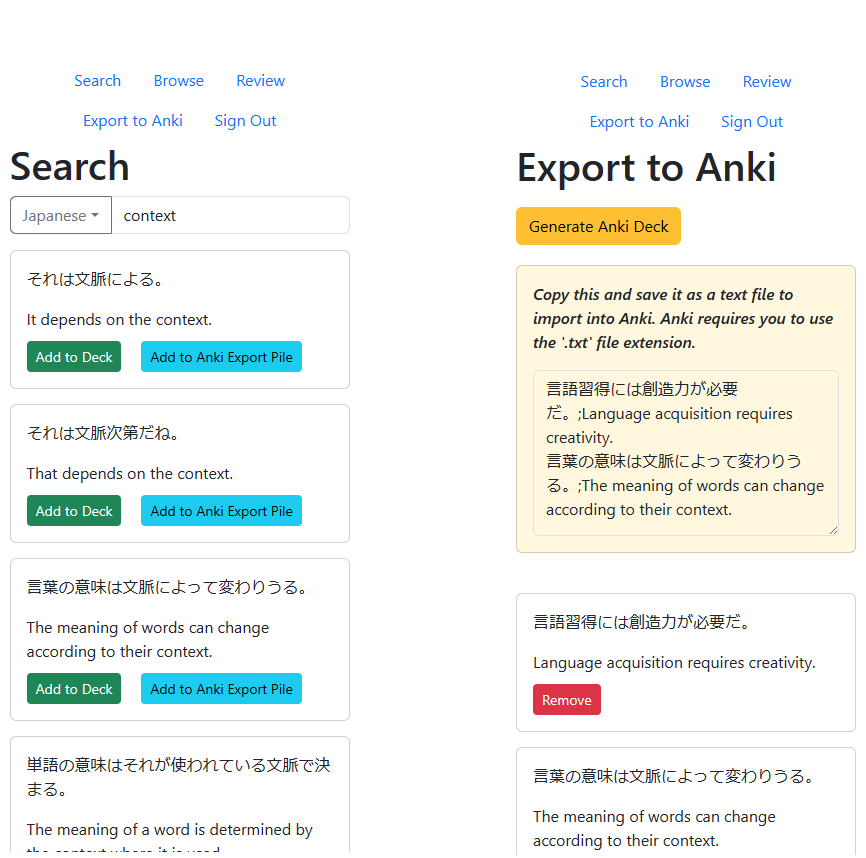 Search Browse Review
Export to Anki Sign Out
Search
Japanese context
それは文脈による。
It depends on the context.
Add to Deck Add to Anki Export Pile
それは文脈次第だね。
That depends on the context.
Add to Deck Add to Anki Export Pile
言葉の意味は文脈によって変わりうる。
The meaning of words can change
according to their context.
Add to Deck Add to Anki Export Pile
単語の意味はそれが使われている文脈で決
まる。
The meaning of a word is determined by
the context where it is used.
Search Browse Review
Export to Anki Sign Out
Export to Anki
Generate Anki Deck
Copy this and save it as a text file to
import into Anki. Anki requires you to use
the '.txt' file extension.
言語習得には創造力が必要
だ。;Language acquisition requires
creativity.
言葉の意味は文脈によって変わりう
る。;The meaning of words can change
according to their context.
言語習得には創造力が必要だ。
Language acquisition requires creativity.
Remove
言葉の意味は文脈によって変わりうる。
The meaning of words can change
according to their context.